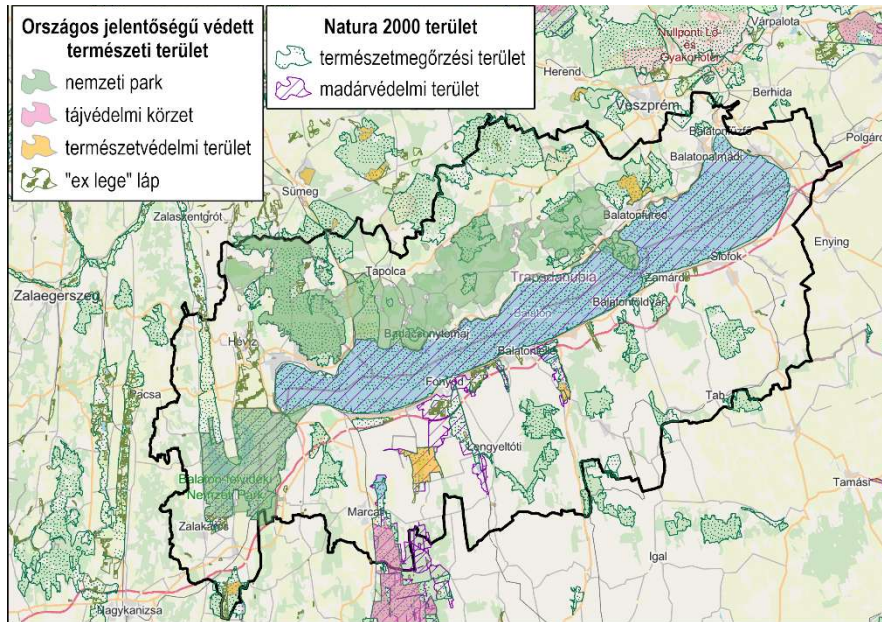 Országos jelentőségű védett
természeti terület
nemzeti park
tájvédelmi körzet
természetvédelmi terület
"ex lege" láp
Natura 2000 terület
természetmegőrzési terület
madárvédelmi terület
Nullponti Lő-
és
Gyakorlótér
Várpalota
Herend
Veszprém
Berhida
Balatonfűzfő
Polgárdi
Balatonalmádi
Sümeg
Zalaszentgrót
Balatonfüred
Enying
Siófok
Tapolca
Transdanubia
Zamárdi
Zalaegerszeg
Balaton
Balatonföldvár
Badacsonytomaj
Hévíz
Balatonlelle
Fonyód
Pacsa
Tab
Lengyeltóti
Balaton-felvidéki
Nemzeti Park
Tamási
Marcali
Zalakaros
Igal
Nagykanizsa